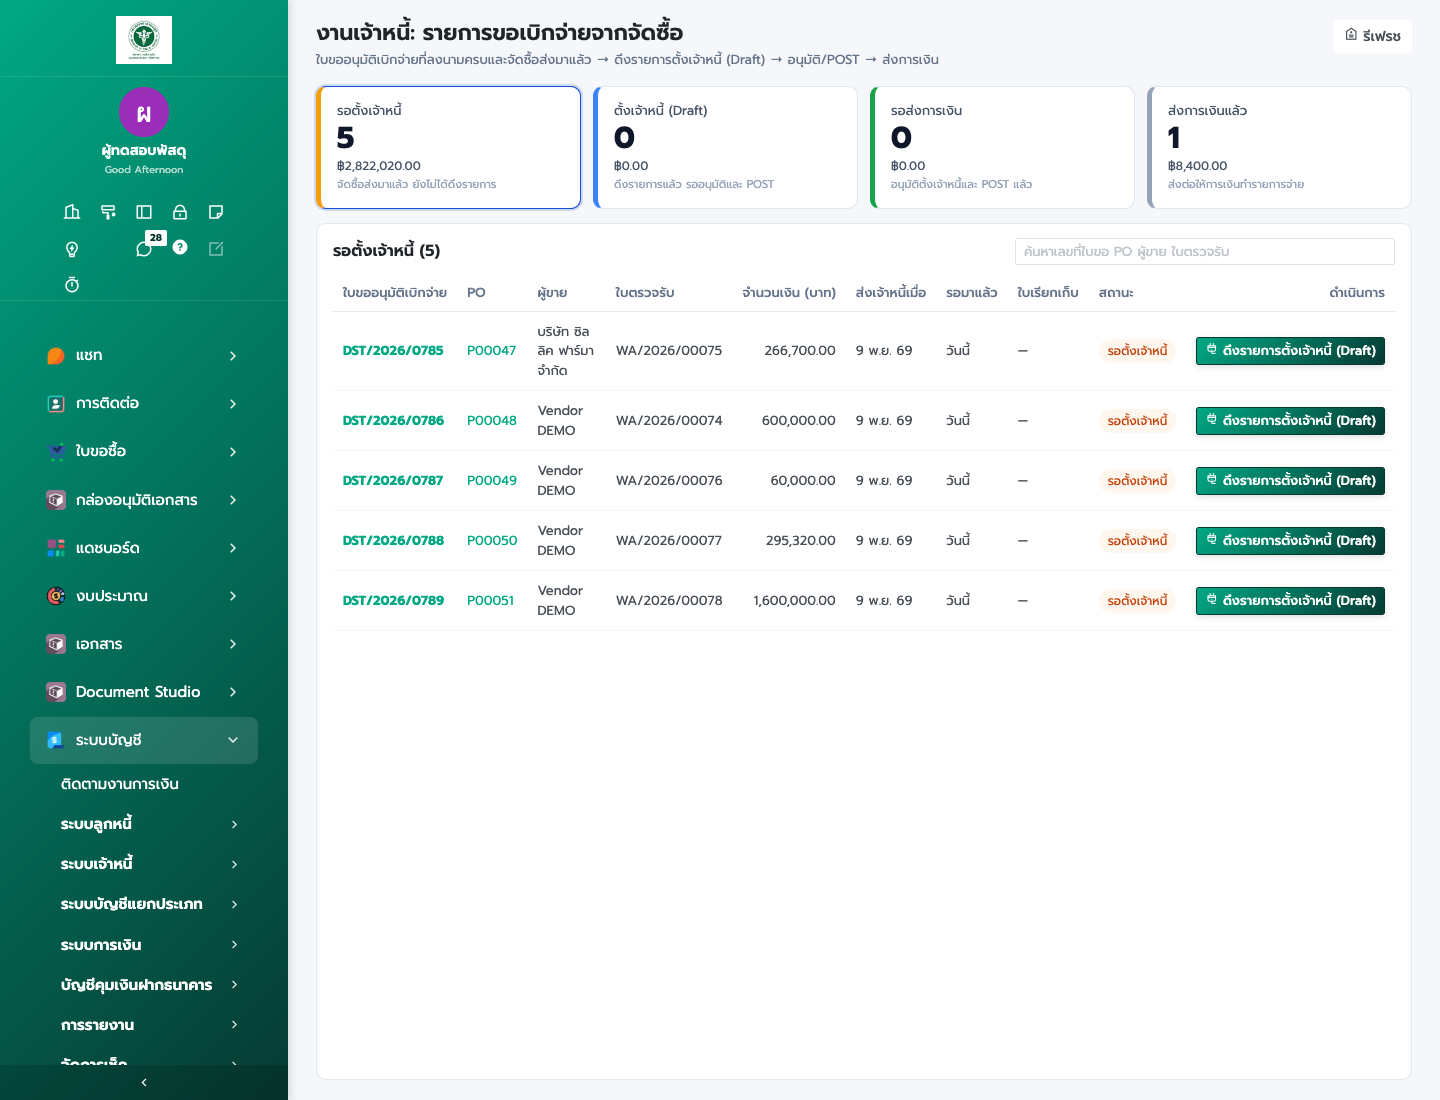 ผ
ผู้ทดสอบพัสดุ
Good Afternoon
28
แชท
การติดต่อ
ใบขอซื้อ
กล่องอนุมัติเอกสาร
แดชบอร์ด
งบประมาณ
เอกสาร
Document Studio
ระบบบัญชี
ติดตามงานการเงิน
ระบบลูกหนี้
ระบบเจ้าหนี้
ระบบบัญชีแยกประเภท
ระบบการเงิน
บัญชีคุมเงินฝากธนาคาร
การรายงาน
จัดการเช็ค
งานเจ้าหนี้: รายการขอเบิกจ่ายจากจัดซื้อ
รีเฟรช
ใบขออนุมัติเบิกจ่ายที่ลงนามครบและจัดซื้อส่งมาแล้ว → ดึงรายการตั้งเจ้าหนี้ (Draft) → อนุมัติ/POST → ส่งการเงิน
รอตั้งเจ้าหนี้
5
฿2,822,020.00
จัดซื้อส่งมาแล้ว ยังไม่ได้ดึงรายการ
ตั้งเจ้าหนี้ (Draft)
0
฿0.00
ดึงรายการแล้ว รออนุมัติและ POST
รอส่งการเงิน
0
฿0.00
อนุมัติตั้งเจ้าหนี้และ POST แล้ว
ส่งการเงินแล้ว
1
฿8,400.00
ส่งต่อให้การเงินทำรายการจ่าย
รอตั้งเจ้าหนี้ (5)
ค้นหาเลขที่ใบขอ PO ผู้ขาย ใบตรวจรับ
ใบขออนุมัติเบิกจ่าย PO ผู้ขาย ใบตรวจรับ จำนวนเงิน (บาท) ส่งเจ้าหนี้เมื่อ รอมาแล้ว ใบเรียกเก็บ สถานะ ดำเนินการ
บริษัท ซิล
ลิค ฟาร์มา
จำกัด
DST/2026/0785 P00047 WA/2026/00075 266,700.00 9 พ.ย. 69 วันนี้ — รอตั้งเจ้าหนี้ ดึงรายการตั้งเจ้าหนี้ (Draft)
Vendor
DEMO
DST/2026/0786 P00048 WA/2026/00074 600,000.00 9 พ.ย. 69 วันนี้ — รอตั้งเจ้าหนี้ ดึงรายการตั้งเจ้าหนี้ (Draft)
Vendor
DEMO
DST/2026/0787 P00049 WA/2026/00076 60,000.00 9 พ.ย. 69 วันนี้ — รอตั้งเจ้าหนี้ ดึงรายการตั้งเจ้าหนี้ (Draft)
Vendor
DEMO
DST/2026/0788 P00050 WA/2026/00077 295,320.00 9 พ.ย. 69 วันนี้ — รอตั้งเจ้าหนี้ ดึงรายการตั้งเจ้าหนี้ (Draft)
Vendor
DEMO
DST/2026/0789 P00051 WA/2026/00078 1,600,000.00 9 พ.ย. 69 วันนี้ — รอตั้งเจ้าหนี้ ดึงรายการตั้งเจ้าหนี้ (Draft)